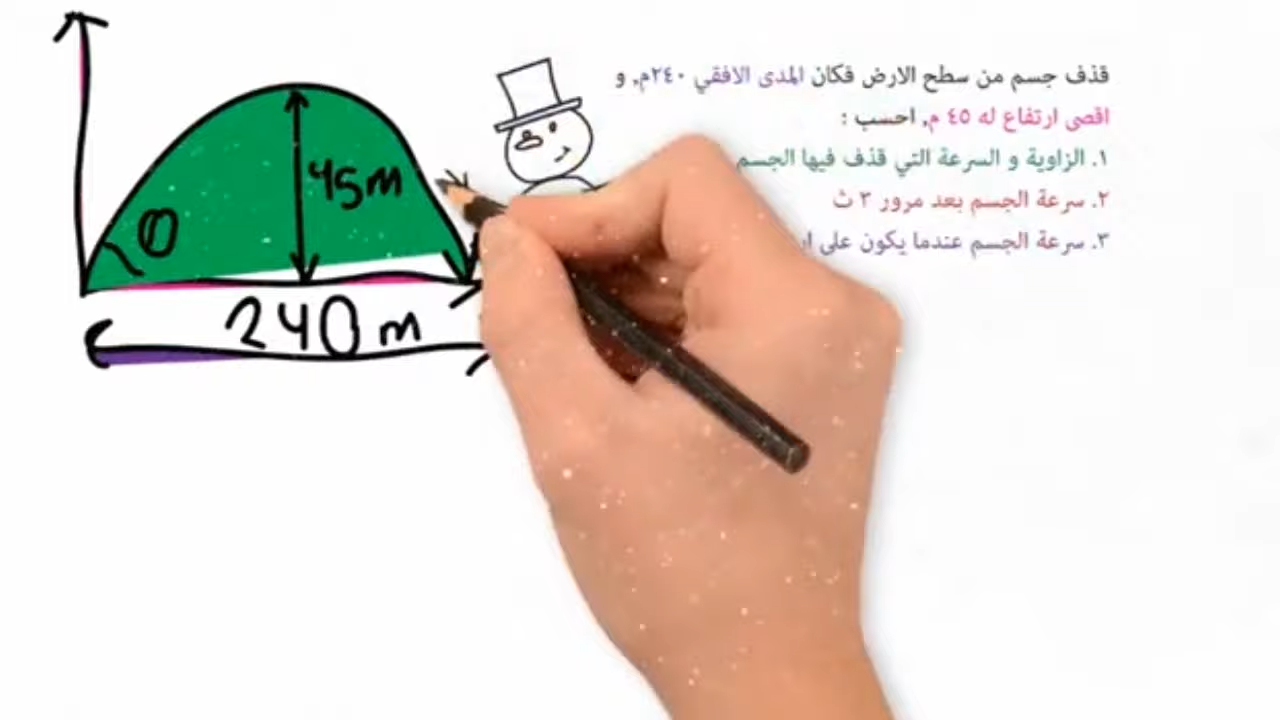 قذف جسم من سطح الارض فكان المدى الافقي ٢٤٠م, و
اقصى ارتفاع له ٤٥ م, احسب :
١. الزاوية و السرعة التي قذف فيها الجسم
٢. سرعة الجسم بعد مرور ٣ ث
٣. سرعة الجسم عندما يكون على
45m
θ
240m